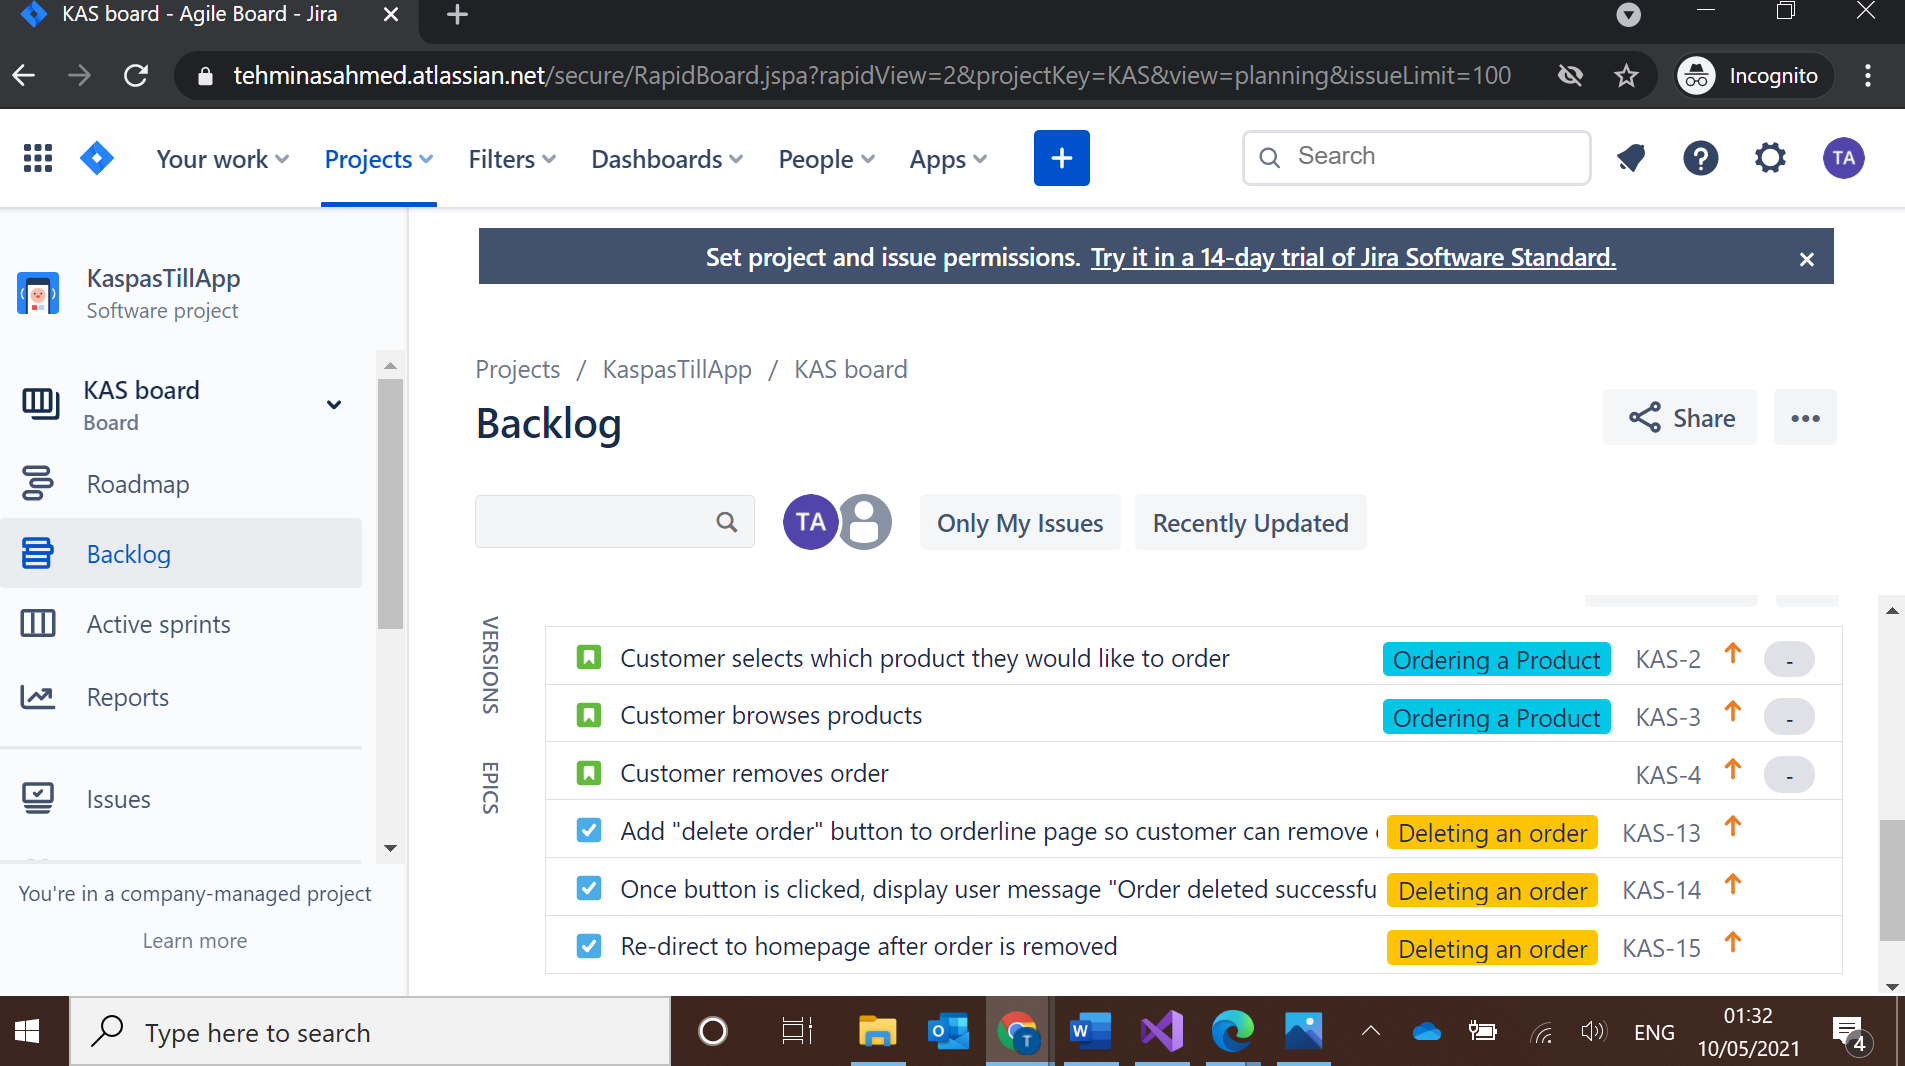 KAS board - Agile Board - Jira
tehminasahmed.atlassian.net/secure/RapidBoard.jspa?rapidView=2&projectKey=KAS&view=planning&issueLimit=100
Incognito
Your work
Projects
Filters
Dashboards
People
Apps
+
Search
TA
Set project and issue permissions. Try it in a 14-day trial of Jira Software Standard.
KaspasTillApp
Software project
KAS board
Board
Roadmap
Backlog
Active sprints
Reports
Issues
You're in a company-managed project
Learn more
Projects / KaspasTillApp / KAS board
Backlog
Share
TA
Only My Issues
Recently Updated
VERSIONS
EPICS
Customer selects which product they would like to order Ordering a Product KAS-2 -
Customer browses products Ordering a Product KAS-3 -
Customer removes order KAS-4 -
Add "delete order" button to orderline page so customer can remove Deleting an order KAS-13
Once button is clicked, display user message "Order deleted successfu Deleting an order KAS-14
Re-direct to homepage after order is removed Deleting an order KAS-15
Type here to search
T
ENG
01:32
10/05/2021
4